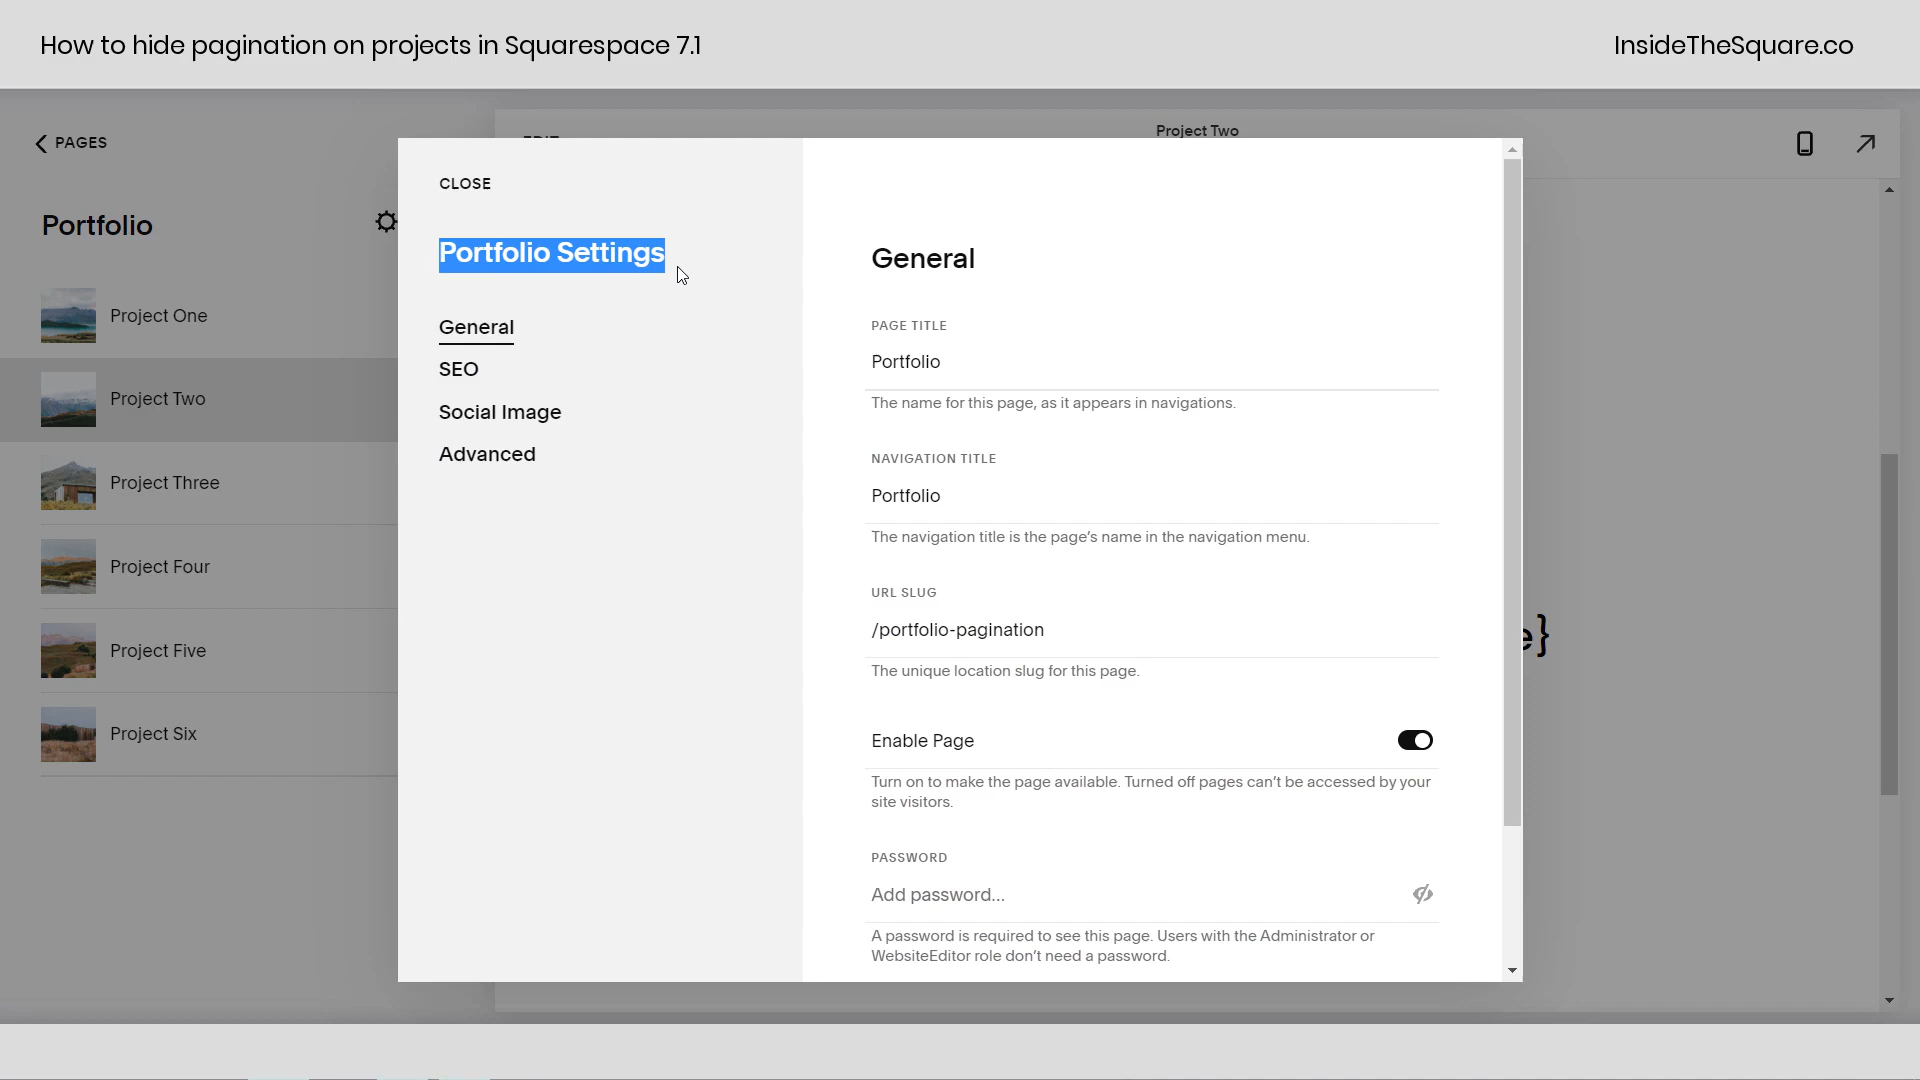 How to hide pagination on projects in Squarespace 7.1
InsideTheSquare.co
PAGES
Portfolio
Project One
Project Two
Project Three
Project Four
Project Five
Project Six
EDIT
Project Two
CLOSE
Portfolio Settings
General
SEO
Social Image
Advanced
General
PAGE TITLE
Portfolio
The name for this page, as it appears in navigations.
NAVIGATION TITLE
Portfolio
The navigation title is the page's name in the navigation menu.
URL SLUG
/portfolio-pagination
The unique location slug for this page.
Enable Page
Turn on to make the page available. Turned off pages can't be accessed by your
site visitors.
PASSWORD
Add password...
A password is required to see this page. Users with the Administrator or
WebsiteEditor role don't need a password.
e}